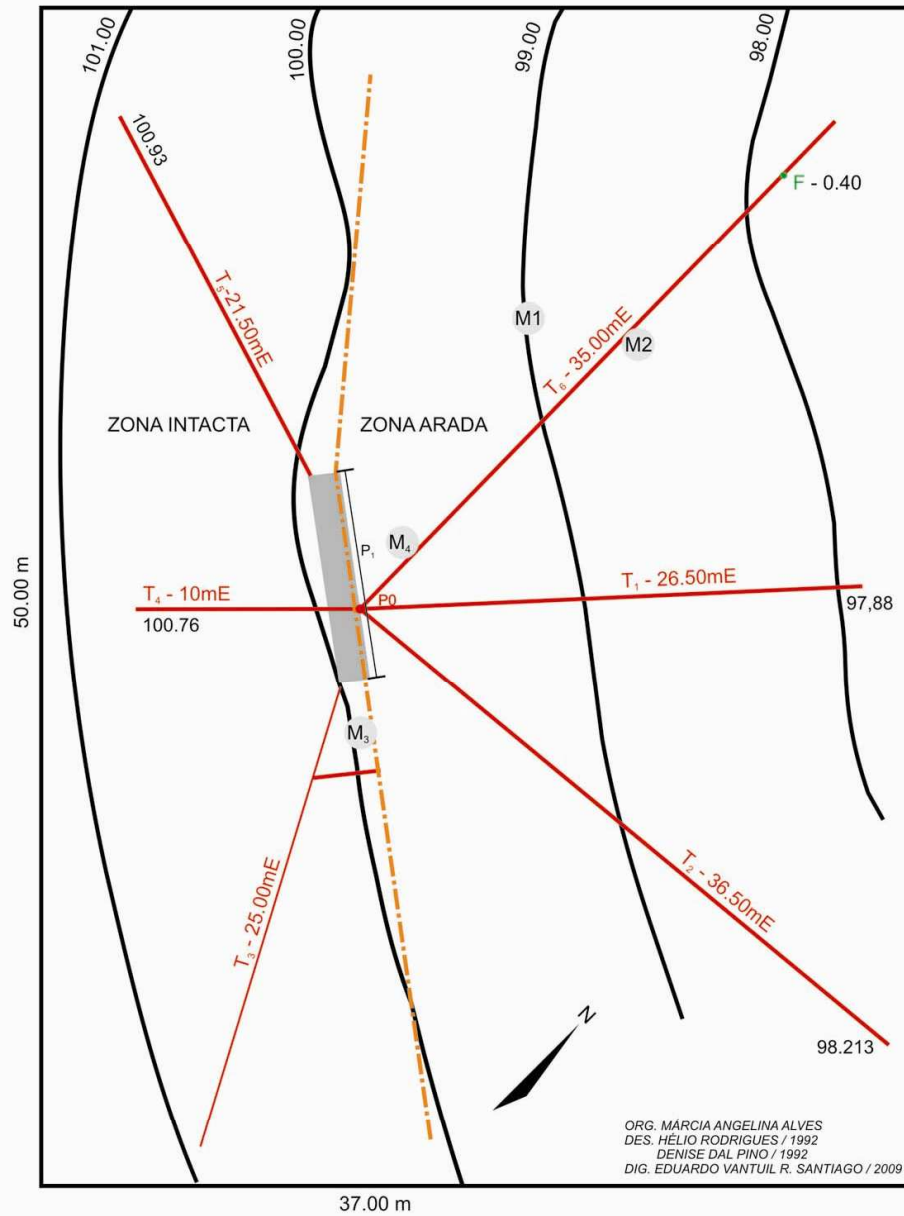 101.00
100.00
99.00
98.00
100.93
F - 0.40
T₅-21.50mE
M1
M2
T₆ - 35.00mE
ZONA INTACTA
ZONA ARADA
M₄
P₁
50.00 m
T₄ - 10mE
100.76
P0
T₁ - 26.50mE
97,88
M₃
T₃ - 25.00mE
T₂ - 36.50mE
98.213
N
ORG. MÁRCIA ANGELINA ALVES
DES. HÉLIO RODRIGUES / 1992
DENISE DAL PINO / 1992
DIG. EDUARDO VANTUIL R. SANTIAGO / 2009
37.00 m